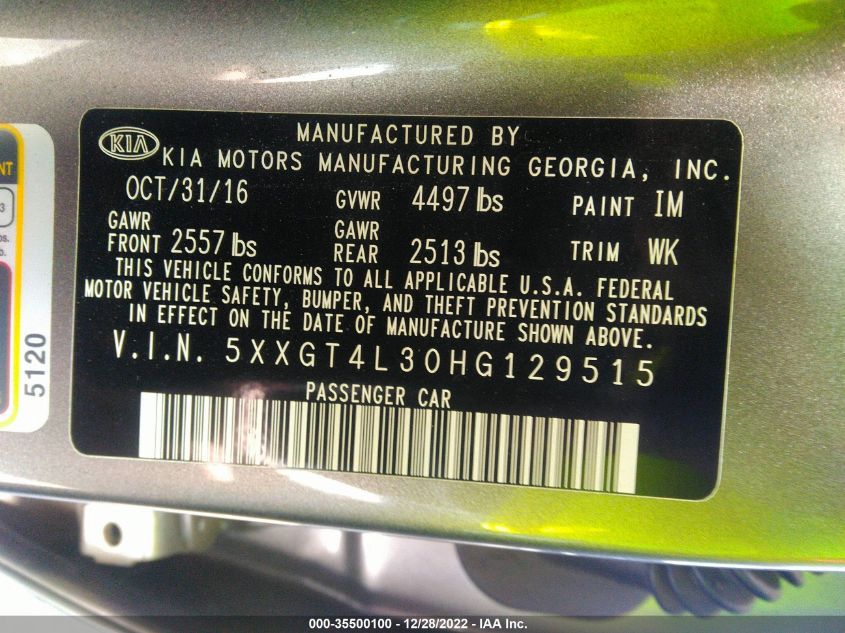 KIA
MANUFACTURED BY
KIA MOTORS MANUFACTURING GEORGIA, INC.
OCT/31/16 GVWR 4497 lbs PAINT IM
GAWR FRONT 2557 lbs GAWR REAR 2513 lbs TRIM WK
THIS VEHICLE CONFORMS TO ALL APPLICABLE U.S.A. FEDERAL
MOTOR VEHICLE SAFETY, BUMPER, AND THEFT PREVENTION STANDARDS
IN EFFECT ON THE DATE OF MANUFACTURE SHOWN ABOVE.
V.I.N. 5XXGT4L30HG129515
PASSENGER CAR
NT
3
os.
b.
5120
000-35500100 - 12/28/2022 - IAA Inc.